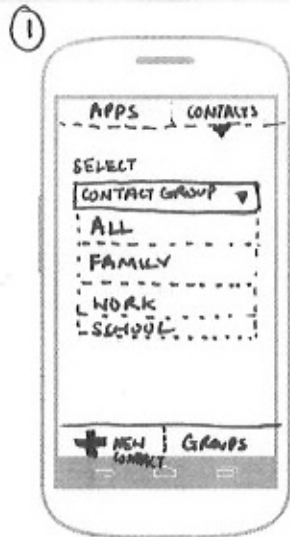 1
APPS CONTACTS
SELECT
CONTACT GROUP
ALL
FAMILY
WORK
SCHOOL
NEW CONTACT GROUPS